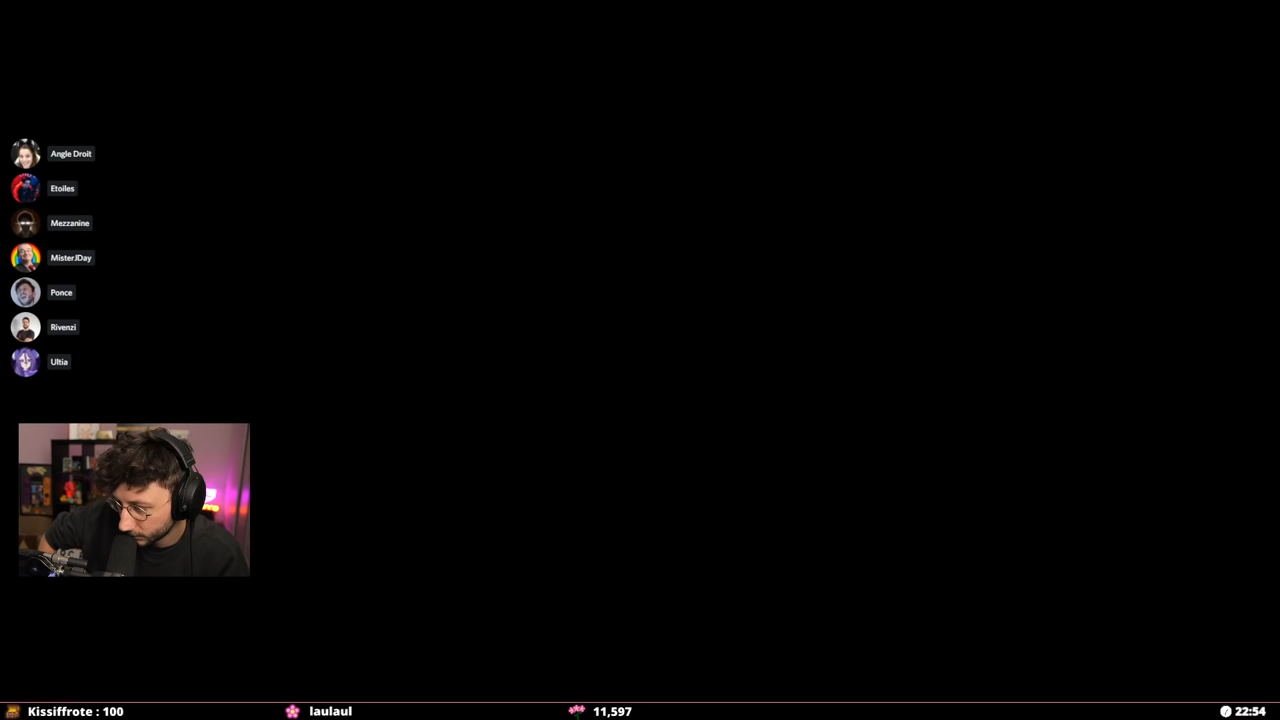 Angle Droit
Etoiles
Mezzanine
MisterJDay
Ponce
Rivenzi
Ultia
Kissiffrote : 100
laulaul
11,597
22:54